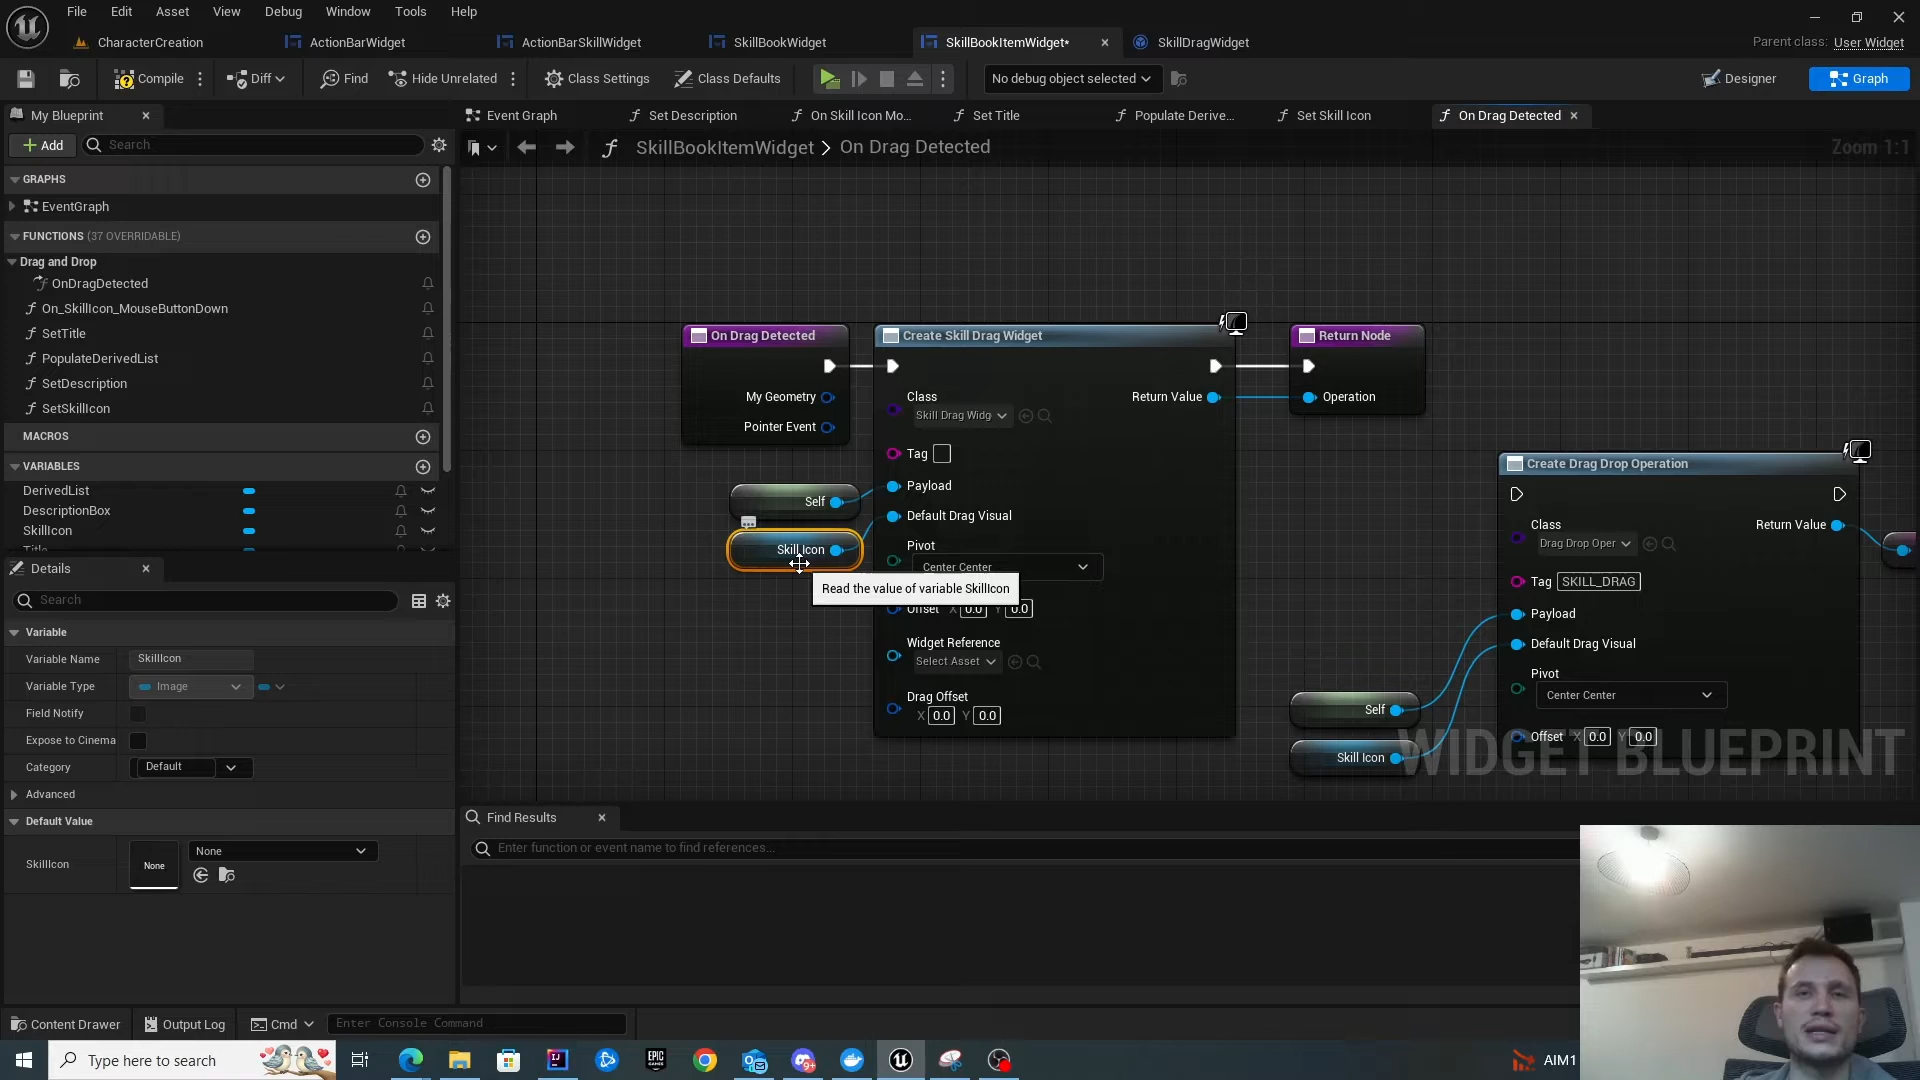 File Edit Asset View Debug Window Tools Help
CharacterCreation ActionBarWidget ActionBarSkillWidget SkillBookWidget SkillBookItemWidget* SkillDragWidget Parent class: User Widget
Compile Diff Find Hide Unrelated Class Settings Class Defaults No debug object selected Designer Graph
My Blueprint
Event Graph Set Description On Skill Icon Mo... Set Title Populate Derive... Set Skill Icon On Drag Detected
Add Search
SkillBookItemWidget > On Drag Detected Zoom 1:1
GRAPHS
EventGraph
FUNCTIONS (37 OVERRIDABLE)
Drag and Drop
OnDragDetected
On_SkillIcon_MouseButtonDown
SetTitle
PopulateDerivedList
SetDescription
SetSkillIcon
MACROS
VARIABLES
DerivedList
DescriptionBox
SkillIcon
Title
On Drag Detected
My Geometry
Pointer Event
Create Skill Drag Widget
Class Return Value
Skill Drag Widg
Tag
Payload
Default Drag Visual
Pivot
Center Center
Offset X 0.0 Y 0.0
Widget Reference
Select Asset
Drag Offset
X 0.0 Y 0.0
Self
Skill Icon
Read the value of variable SkillIcon
Return Node
Operation
Create Drag Drop Operation
Class Return Value
Drag Drop Oper
Tag SKILL_DRAG
Payload
Default Drag Visual
Pivot
Center Center
Offset X 0.0 Y 0.0
Self
Skill Icon
WIDGET BLUEPRINT
Details
Search
Variable
Variable Name SkillIcon
Variable Type Image
Field Notify
Expose to Cinema
Category Default
Advanced
Default Value
SkillIcon None None
Find Results
Enter function or event name to find references...
Content Drawer Output Log Cmd Enter Console Command
Type here to search AIM1